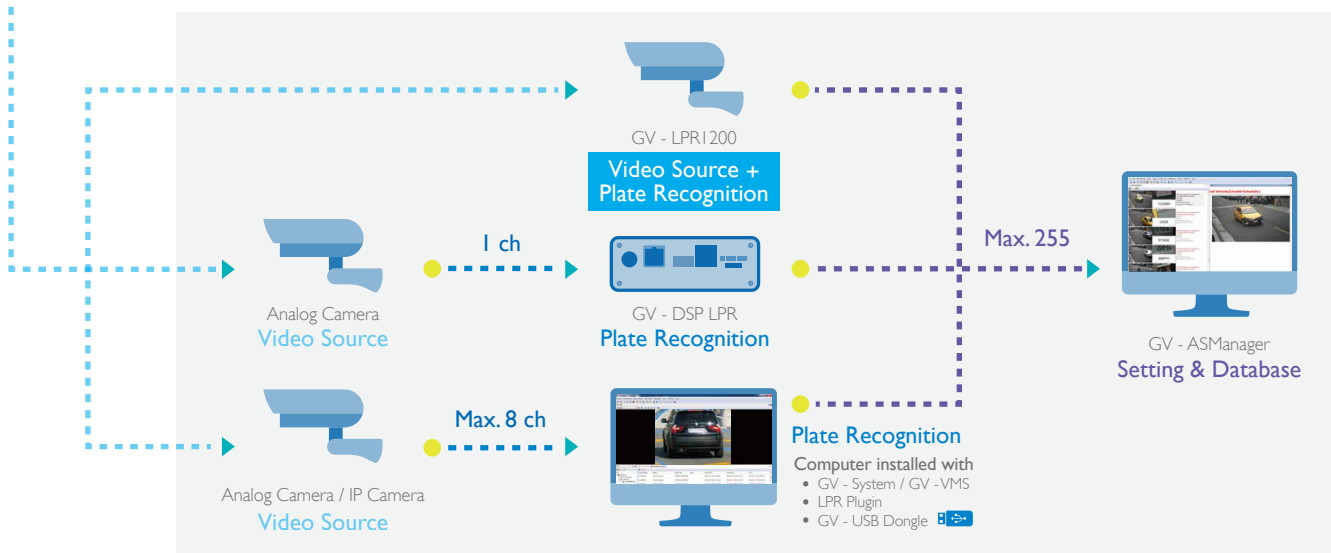 GV - LPR1200
Video Source +
Plate Recognition
Analog Camera
Video Source
1 ch
GV - DSP LPR
Plate Recognition
Max. 255
GV - ASManager
Setting & Database
Analog Camera / IP Camera
Video Source
Max. 8 ch
Plate Recognition
Computer installed with
• GV - System / GV - VMS
• LPR Plugin
• GV - USB Dongle